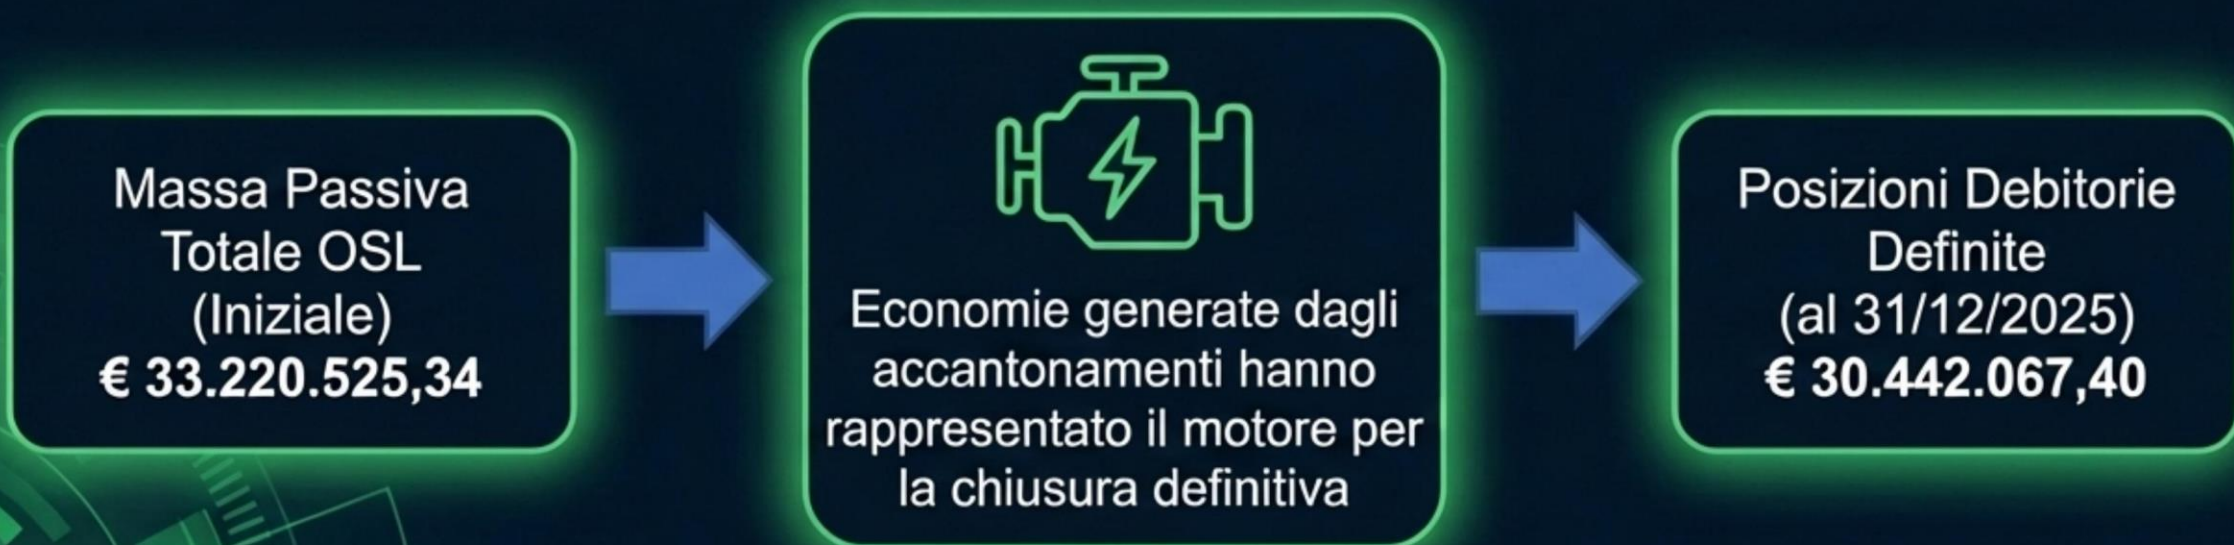 Massa Passiva
Totale OSL
(Iniziale)
€ 33.220.525,34
Economie generate dagli
accantonamenti hanno
rappresentato il motore per
la chiusura definitiva
Posizioni Debitorie
Definite
(al 31/12/2025)
€ 30.442.067,40